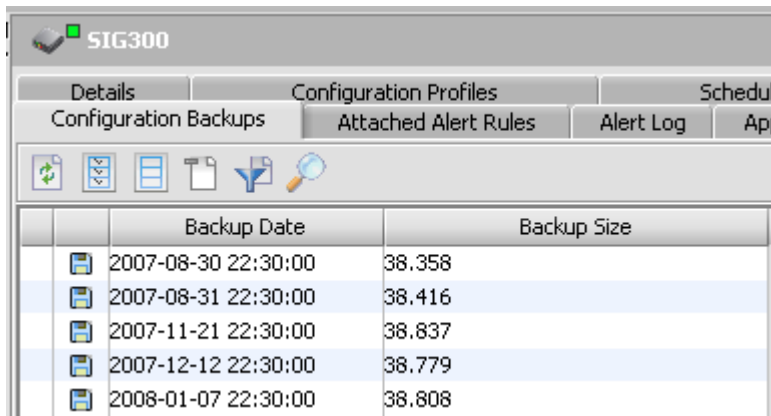 SIG300
Details Configuration Profiles Schedu
Configuration Backups Attached Alert Rules Alert Log Ap
Backup Date Backup Size
2007-08-30 22:30:00 38.358
2007-08-31 22:30:00 38.416
2007-11-21 22:30:00 38.837
2007-12-12 22:30:00 38.779
2008-01-07 22:30:00 38.808